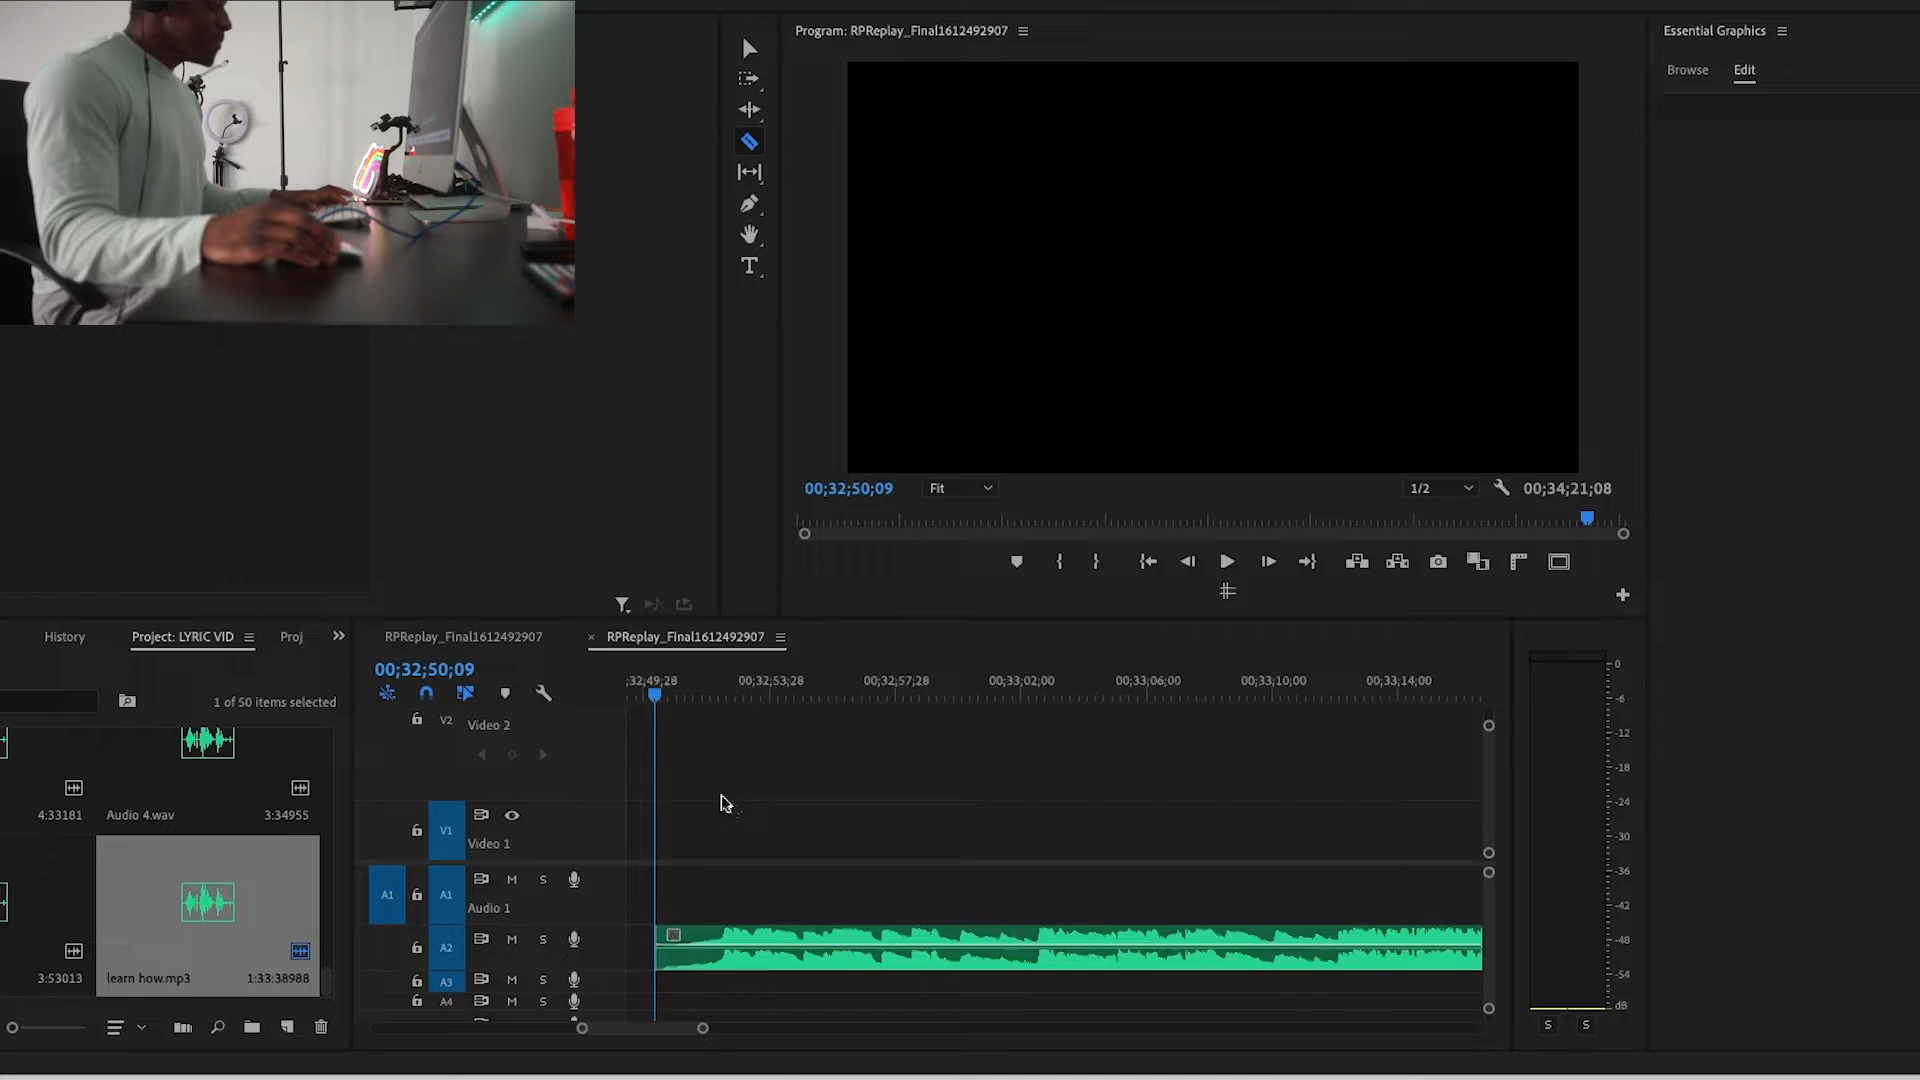 Program: RPReplay_Final1612492907
Essential Graphics
Browse
Edit
T
00;32;50;09
Fit
1/2
00;34;21;08
History
Project: LYRIC VID
Proj
RPReplay_Final1612492907
RPReplay_Final1612492907
00;32;50;09
;32;49;28
00;32;53;28
00;32;57;28
00;33;02;00
00;33;06;00
00;33;10;00
00;33;14;00
1 of 50 items selected
4:33181
Audio 4.wav
3:34955
3:53013
learn how.mp3
1:33:38988
V2
Video 2
V1
Video 1
A1
A1
M
S
Audio 1
A2
M
S
A3
M
S
A4
M
S
0
-6
-12
-18
-24
-30
-36
-42
-48
-54
dB
S
S